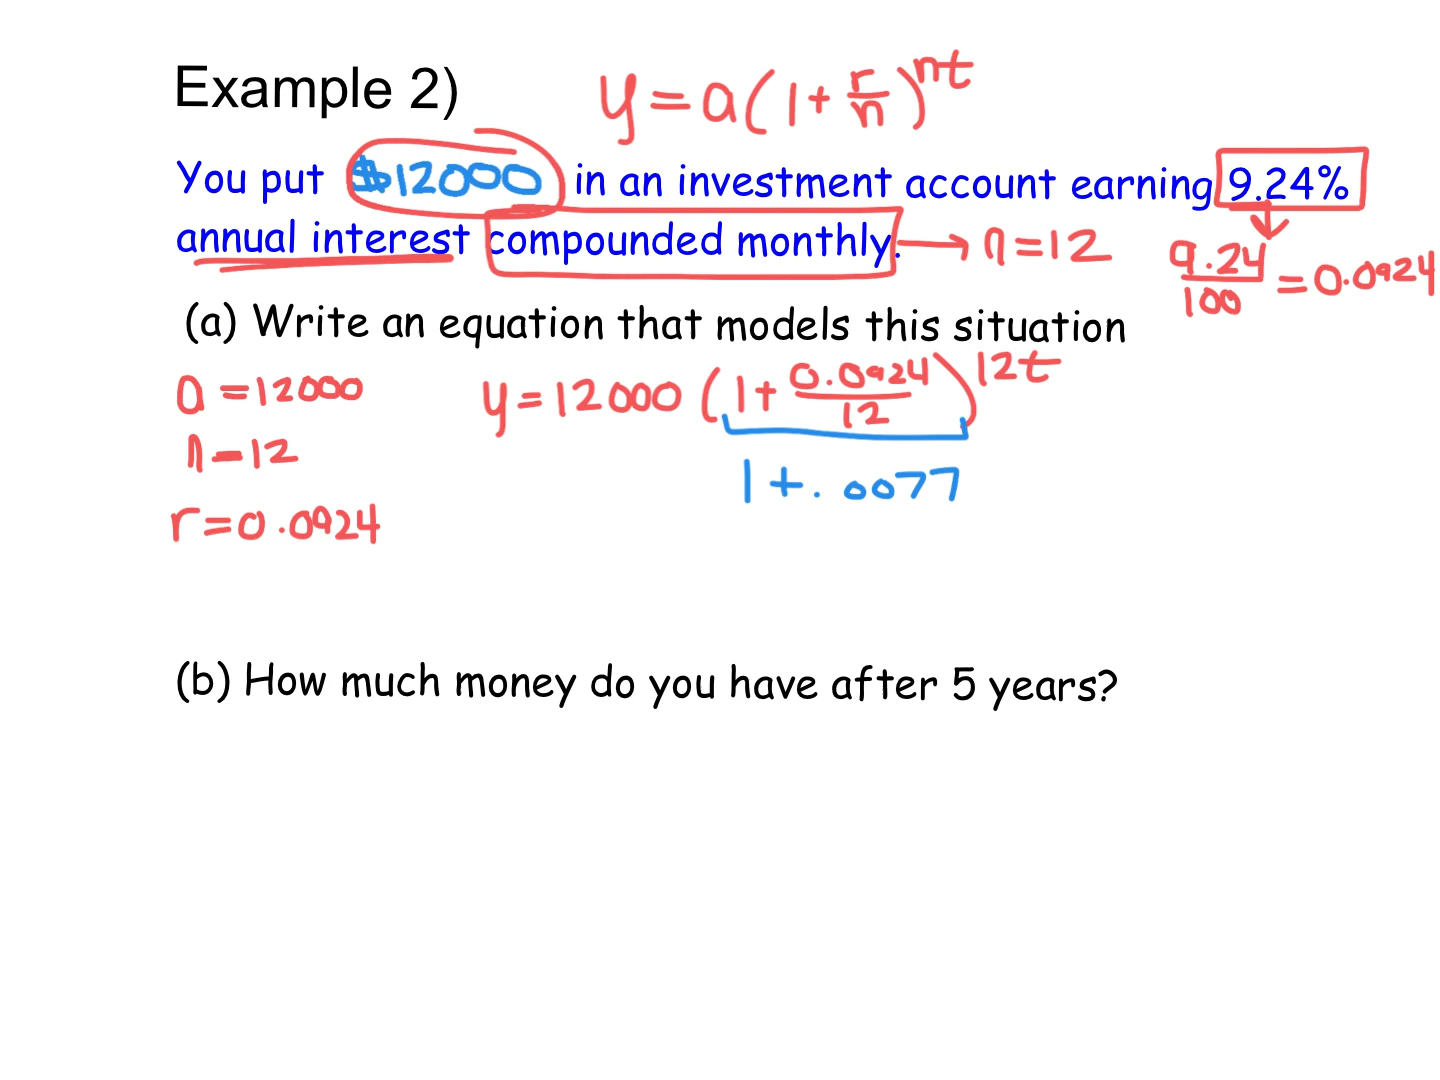 Example 2) y = a(1 + r/n)^nt
You put $12000 in an investment account earning 9.24%
annual interest compounded monthly. → n = 12 9.24/100 = 0.0924
(a) Write an equation that models this situation
a = 12000 y = 12000 (1 + 0.0924/12)^12t
n = 12
1 + .0077
r = 0.0924
(b) How much money do you have after 5 years?